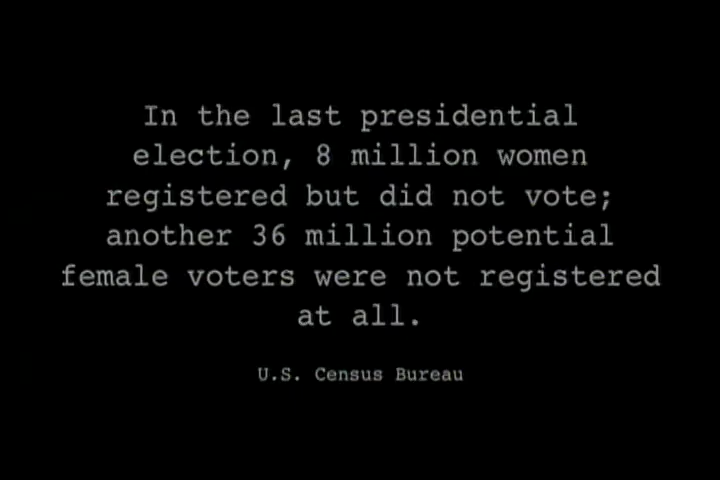 In the last presidential
election, 8 million women
registered but did not vote;
another 36 million potential
female voters were not registered
at all.
U.S. Census Bureau